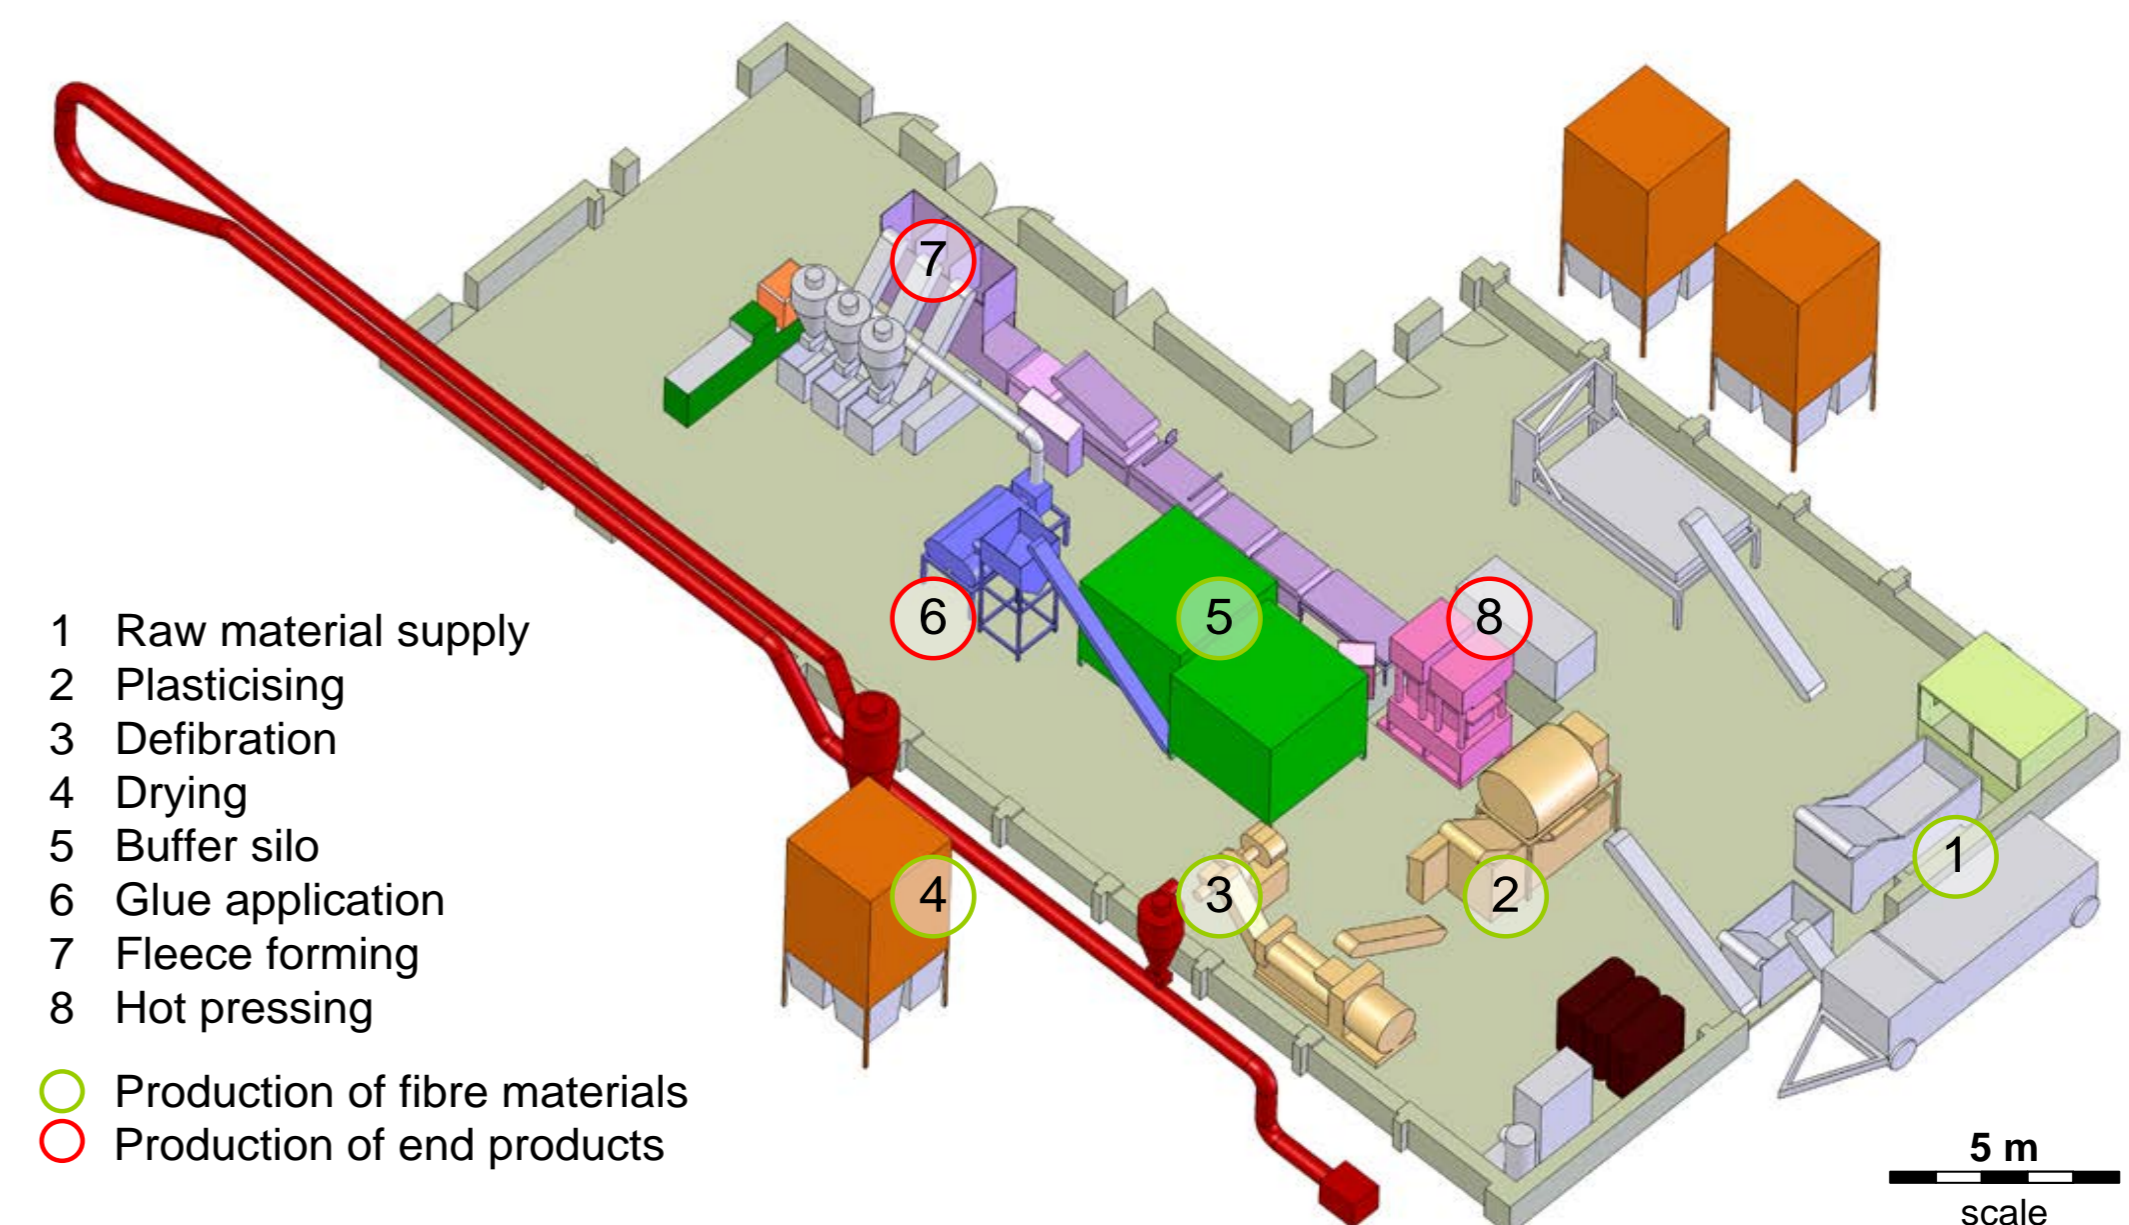 7
5
6
8
4
3
2
1
1 Raw material supply
2 Plasticising
3 Defibration
4 Drying
5 Buffer silo
6 Glue application
7 Fleece forming
8 Hot pressing
Production of fibre materials
Production of end products
5 m
scale